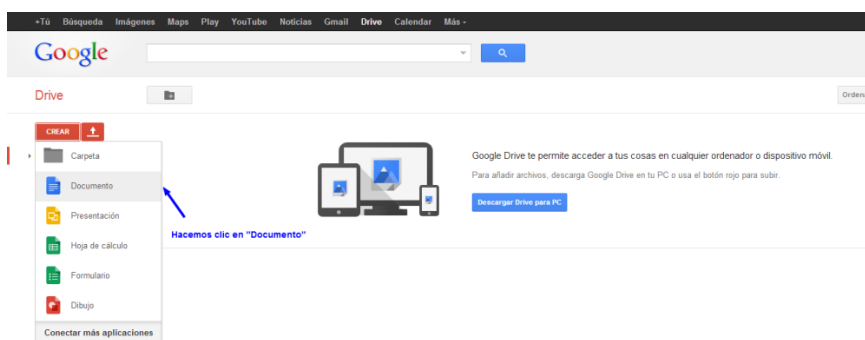 +Tú Búsqueda Imágenes Maps Play YouTube Noticias Gmail Drive Calendar Más
Google
Drive
CREAR
Carpeta
Documento
Presentación
Hoja de cálculo
Formulario
Dibujo
Conectar más aplicaciones
Hacemos clic en "Documento"
Google Drive te permite acceder a tus cosas en cualquier ordenador o dispositivo móvil.
Para añadir archivos, descarga Google Drive en tu PC o usa el botón rojo para subir.
Descargar Drive para PC